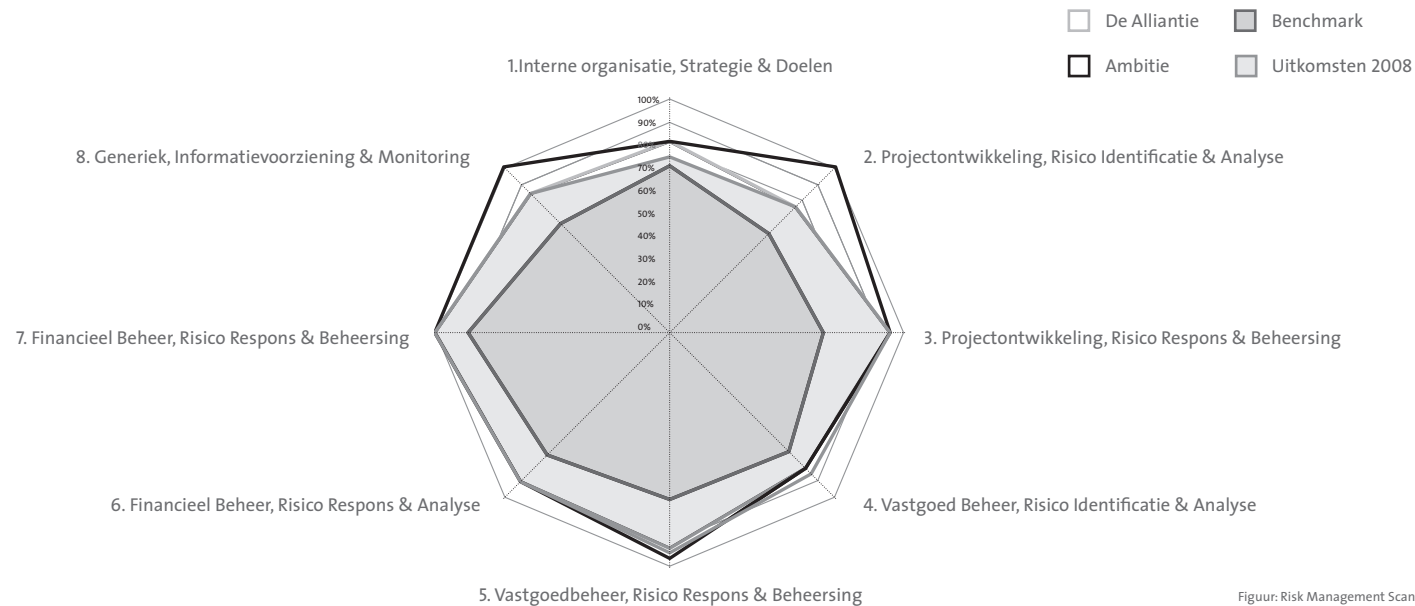 De Alliantie
Benchmark
Ambitie
Uitkomsten 2008
1.Interne organisatie, Strategie & Doelen
100%
90%
80%
70%
60%
50%
40%
30%
20%
10%
0%
8. Generiek, Informatievoorziening & Monitoring
2. Projectontwikkeling, Risico Identificatie & Analyse
7. Financieel Beheer, Risico Respons & Beheersing
3. Projectontwikkeling, Risico Respons & Beheersing
6. Financieel Beheer, Risico Respons & Analyse
4. Vastgoed Beheer, Risico Identificatie & Analyse
5. Vastgoedbeheer, Risico Respons & Beheersing
Figuur: Risk Management Scan